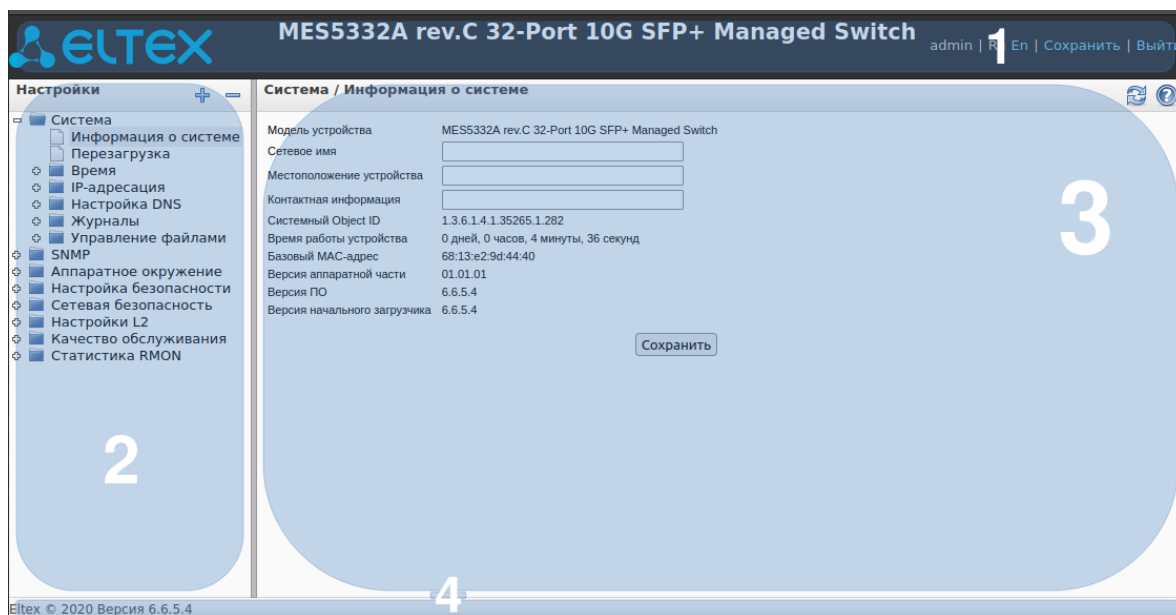 ELTEX
MES5332A rev.C 32-Port 10G SFP+ Managed Switch
admin | R | En | Сохранить | Выйти
1
Настройки
Система / Информация о системе
Система
Информация о системе
Перезагрузка
Время
IP-адресация
Настройка DNS
Журналы
Управление файлами
SNMP
Аппаратное окружение
Настройка безопасности
Сетевая безопасность
Настройки L2
Качество обслуживания
Статистика RMON
2
Модель устройства MES5332A rev.C 32-Port 10G SFP+ Managed Switch
Сетевое имя
Местоположение устройства
Контактная информация
Системный Object ID 1.3.6.1.4.1.35265.1.282
Время работы устройства 0 дней, 0 часов, 4 минуты, 36 секунд
Базовый MAC-адрес 68:13:e2:9d:44:40
Версия аппаратной части 01.01.01
Версия ПО 6.6.5.4
Версия начального загрузчика 6.6.5.4
Сохранить
3
4
Eltex © 2020 Версия 6.6.5.4